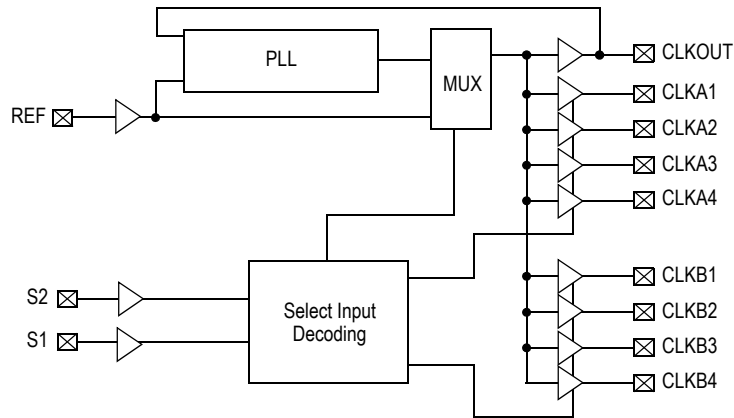 PLL
CLKOUT
MUX
CLKA1
REF
CLKA2
CLKA3
CLKA4
S2
S1
Select Input
Decoding
CLKB1
CLKB2
CLKB3
CLKB4